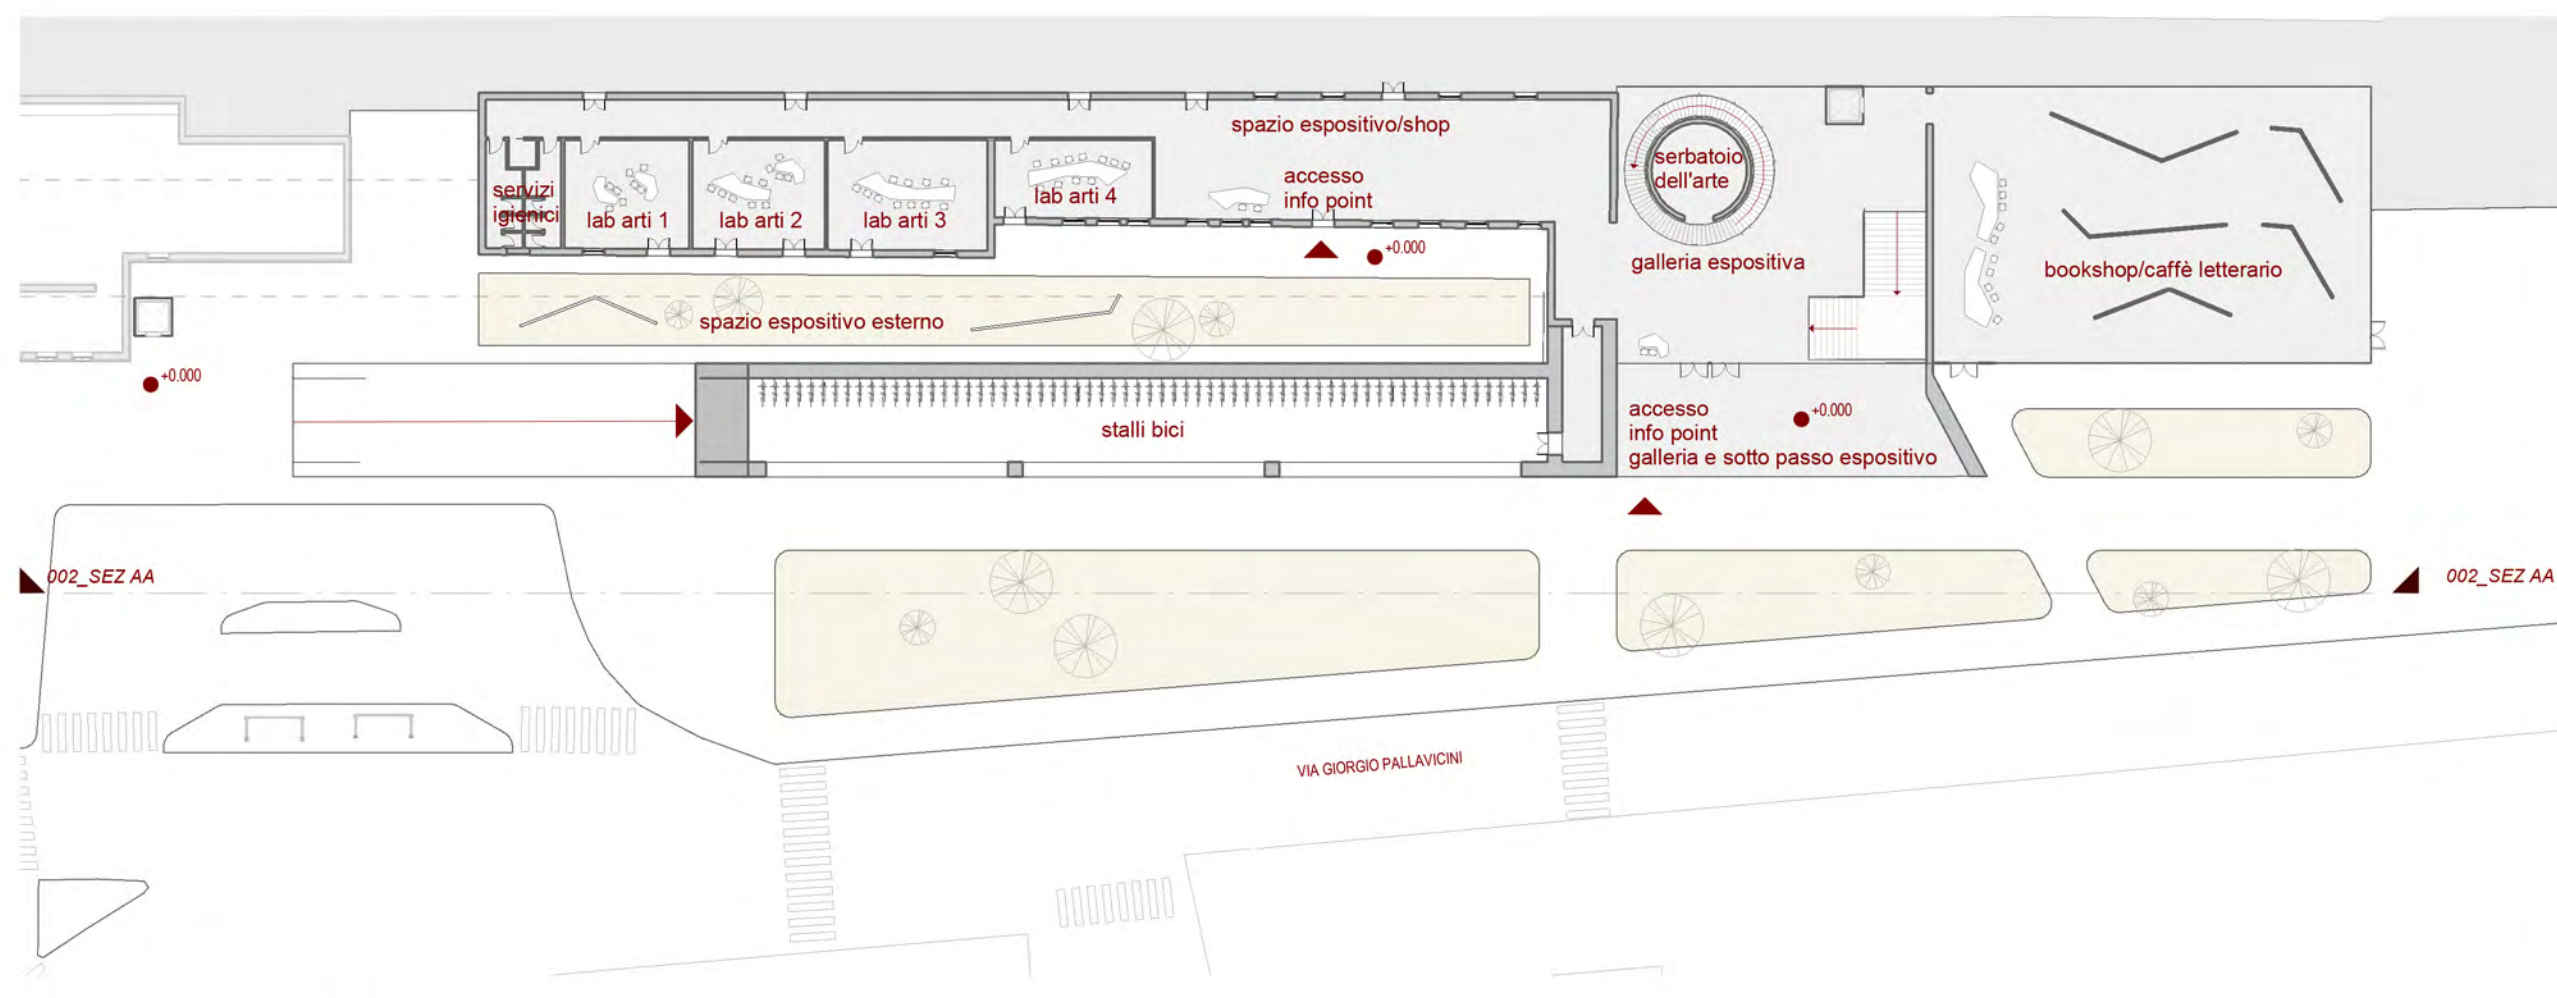 spazio espositivo/shop
serbatoio
dell'arte
accesso
info point
servizi
igienici
lab arti 1
lab arti 2
lab arti 3
lab arti 4
+0.000
galleria espositiva
bookshop/caffè letterario
spazio espositivo esterno
+0.000
stalli bici
accesso
info point
galleria e sotto passo espositivo
+0.000
002_SEZ AA
002_SEZ AA
VIA GIORGIO PALLAVICINI